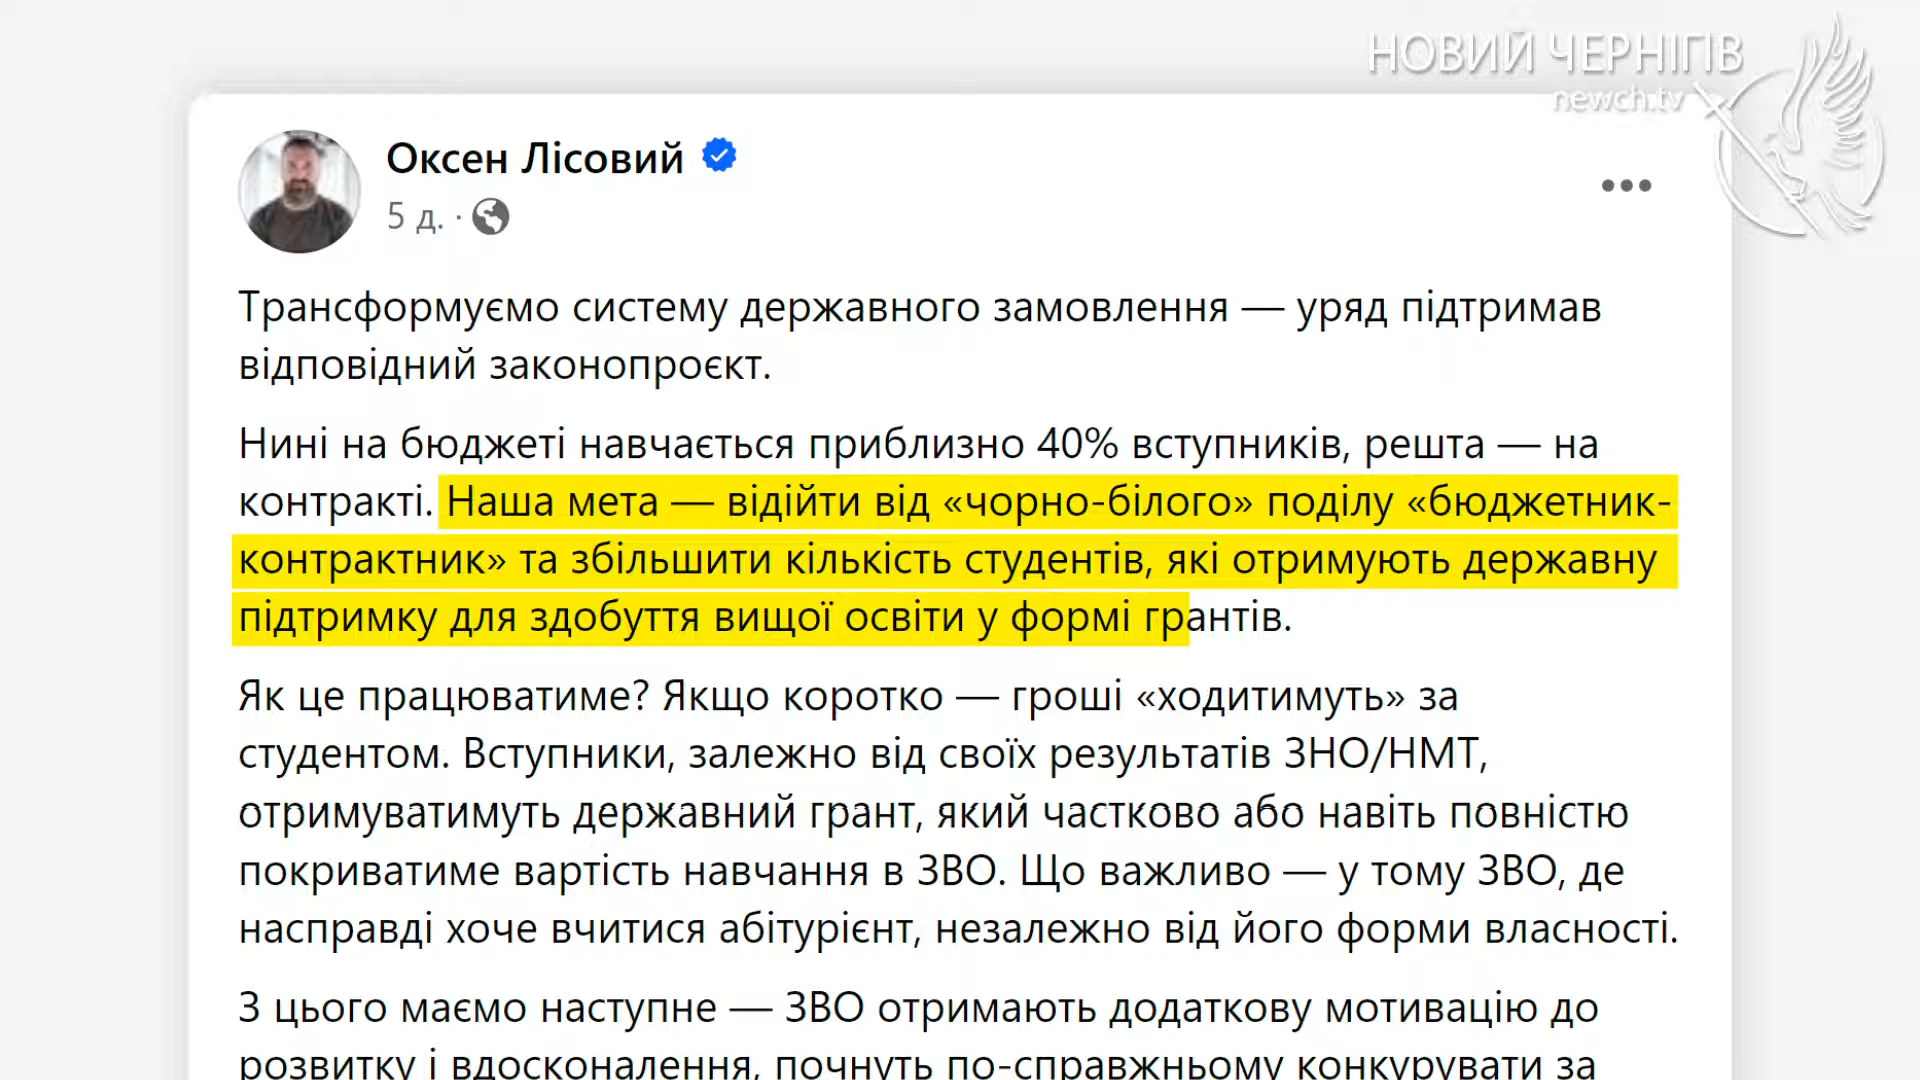 НОВИЙ ЧЕРНІГІВ
newch.tv
Оксен Лісовий
5 д. ·
Трансформуємо систему державного замовлення — уряд підтримав
відповідний законопроєкт.
Нині на бюджеті навчається приблизно 40% вступників, решта — на
контракті. Наша мета — відійти від «чорно-білого» поділу «бюджетник-
контрактник» та збільшити кількість студентів, які отримують державну
підтримку для здобуття вищої освіти у формі грантів.
Як це працюватиме? Якщо коротко — гроші «ходитимуть» за
студентом. Вступники, залежно від своїх результатів ЗНО/НМТ,
отримуватимуть державний грант, який частково або навіть повністю
покриватиме вартість навчання в ЗВО. Що важливо — у тому ЗВО, де
насправді хоче вчитися абітурієнт, незалежно від його форми власності.
З цього маємо наступне — ЗВО отримають додаткову мотивацію до
розвитку і вдосконалення, почнуть по-справжньому конкурувати за